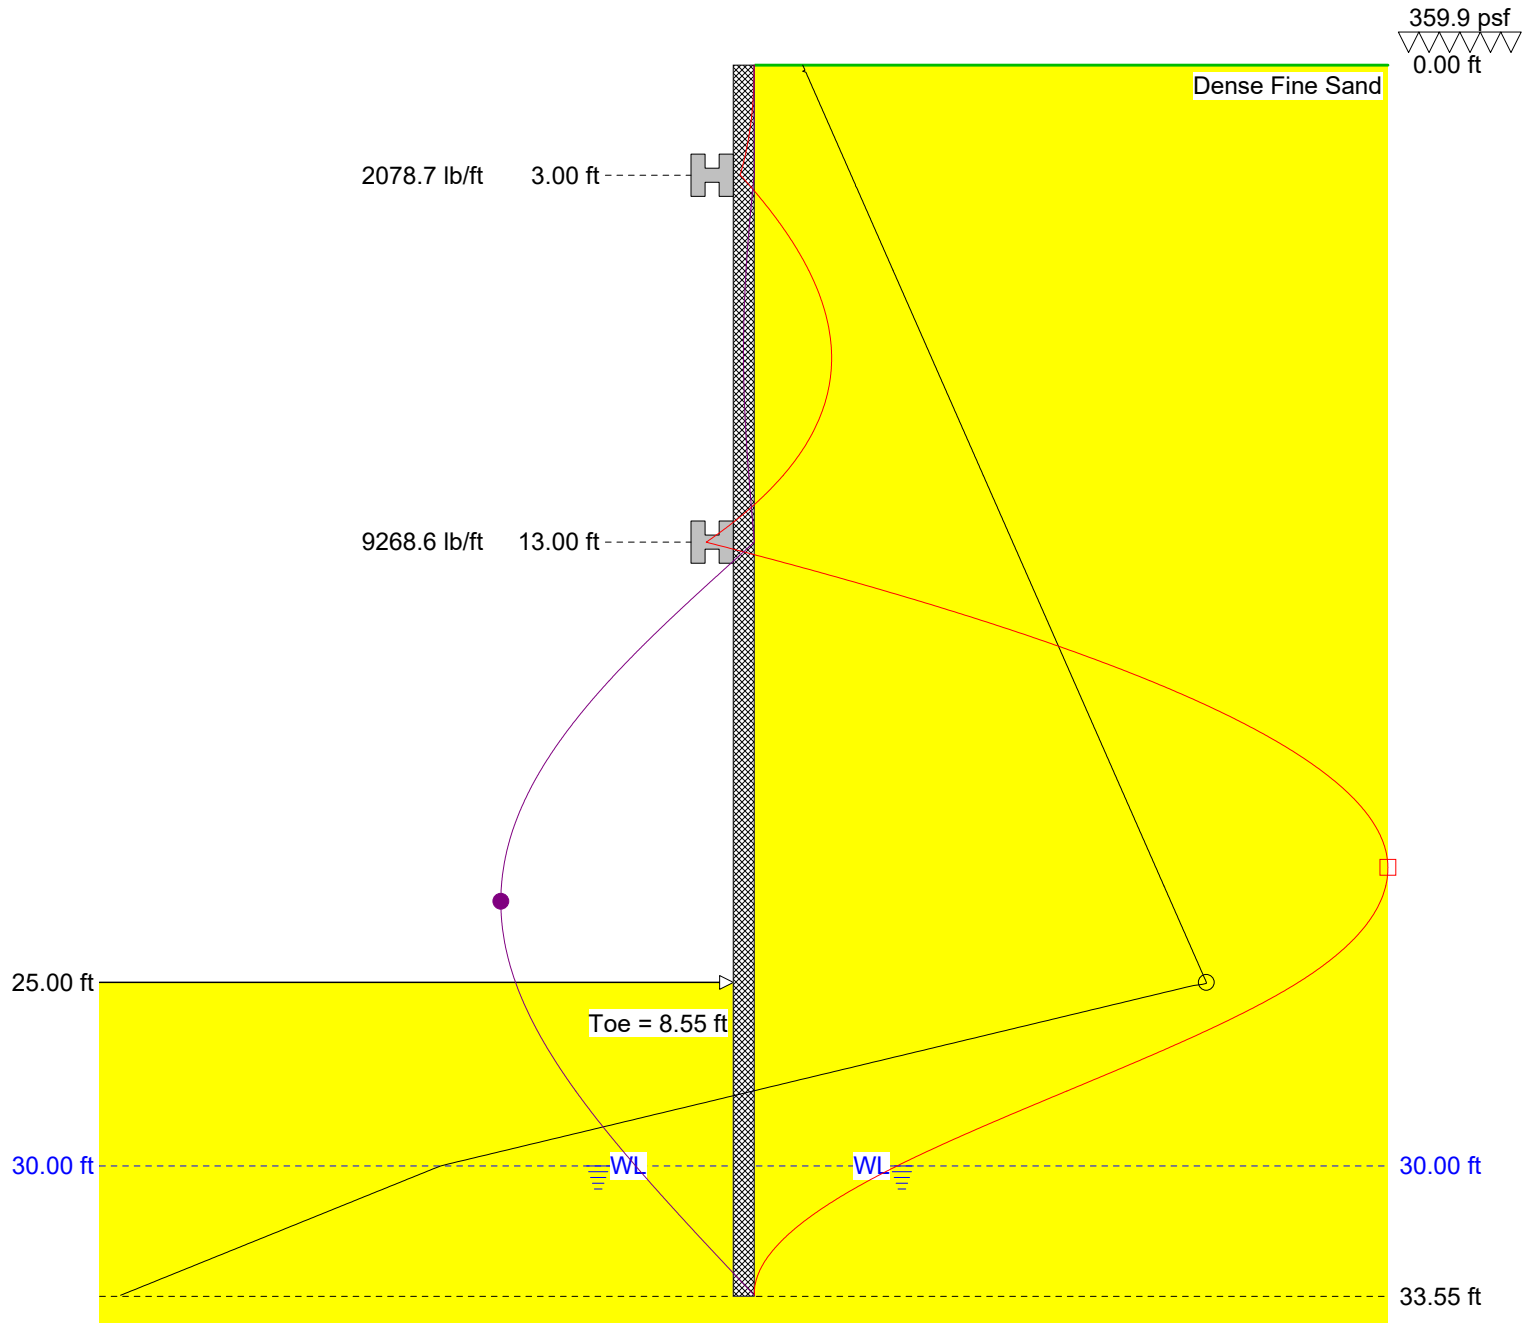 359.9 psf
0.00 ft
Dense Fine Sand
2078.7 lb/ft 3.00 ft
9268.6 lb/ft 13.00 ft
25.00 ft
Toe = 8.55 ft
30.00 ft WL WL 30.00 ft
33.55 ft